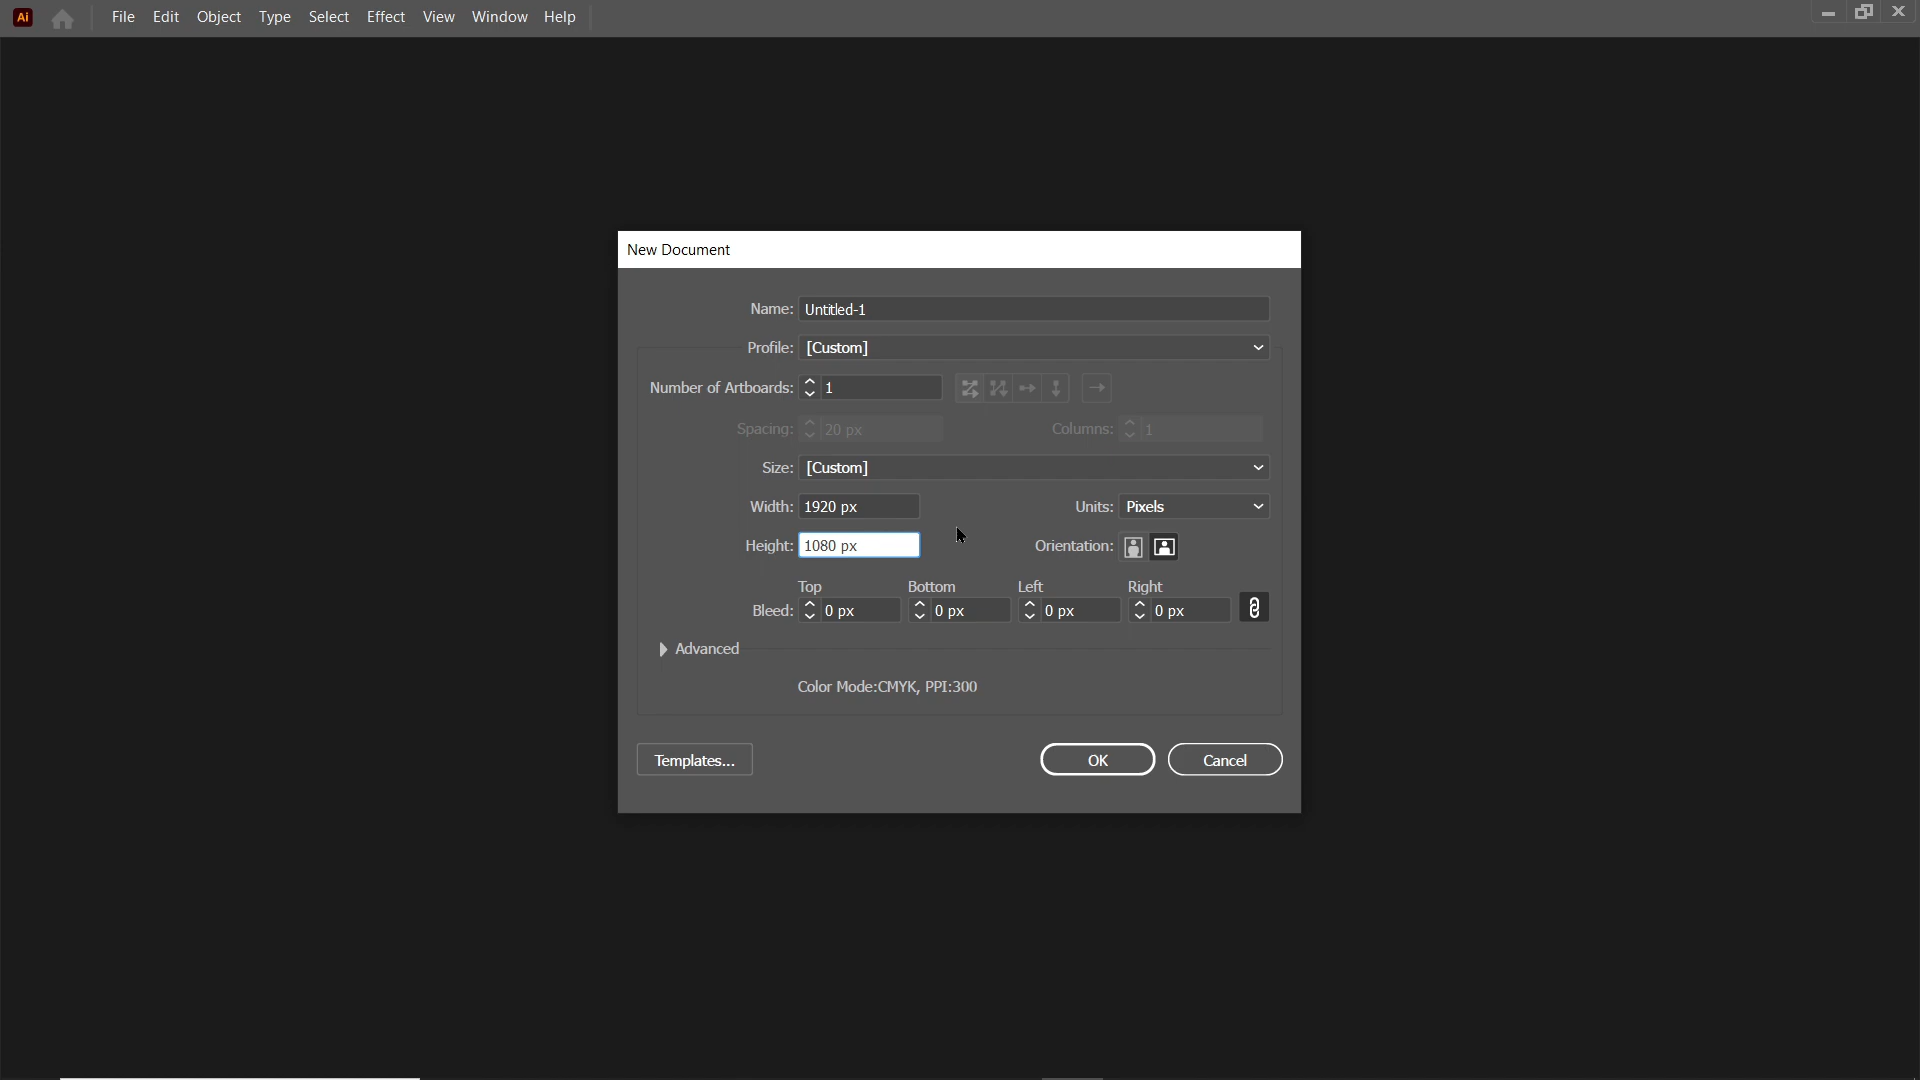 Ai File Edit Object Type Select Effect View Window Help
New Document
Name: Untitled-1
Profile: [Custom]
Number of Artboards: 1
Spacing: 20 px Columns: 1
Size: [Custom]
Width: 1920 px Units: Pixels
Height: 1080 px Orientation:
Top Bottom Left Right
Bleed: 0 px 0 px 0 px 0 px
Advanced
Color Mode:CMYK, PPI:300
Templates... OK Cancel